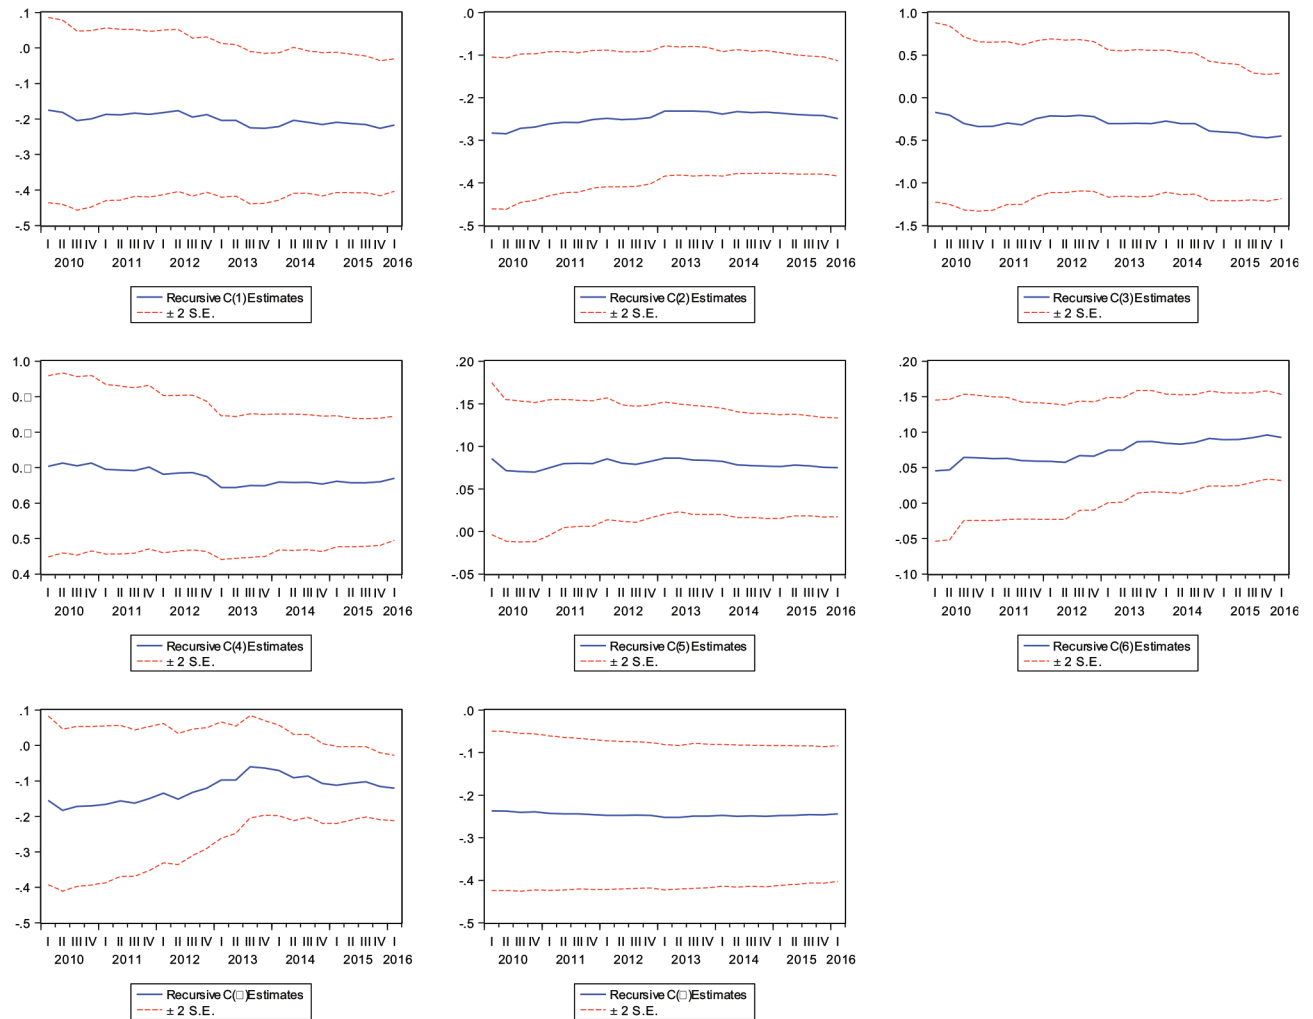 .1
.0
-.1
-.2
-.3
-.4
-.5
I II III IV I II III IV I II III IV I II III IV I II III IV I II III IV I
2010 2011 2012 2013 2014 2015 2016
Recursive C(1) Estimates
± 2 S.E.
.0
-.1
-.2
-.3
-.4
-.5
I II III IV I II III IV I II III IV I II III IV I II III IV I II III IV I
2010 2011 2012 2013 2014 2015 2016
Recursive C(2) Estimates
± 2 S.E.
1.0
0.5
0.0
-0.5
-1.0
-1.5
I II III IV I II III IV I II III IV I II III IV I II III IV I II III IV I
2010 2011 2012 2013 2014 2015 2016
Recursive C(3) Estimates
± 2 S.E.
1.0
0.□
0.□
0.□
0.6
0.4
I II III IV I II III IV I II III IV I II III IV I II III IV I II III IV I
2010 2011 2012 2013 2014 2015 2016
Recursive C(4) Estimates
± 2 S.E.
.20
.15
.10
.05
.00
-.05
I II III IV I II III IV I II III IV I II III IV I II III IV I II III IV I
2010 2011 2012 2013 2014 2015 2016
Recursive C(5) Estimates
± 2 S.E.
.20
.15
.10
.05
.00
-.05
-.10
I II III IV I II III IV I II III IV I II III IV I II III IV I II III IV I
2010 2011 2012 2013 2014 2015 2016
Recursive C(6) Estimates
± 2 S.E.
.1
.0
-.1
-.2
-.3
-.4
-.5
I II III IV I II III IV I II III IV I II III IV I II III IV I II III IV I
2010 2011 2012 2013 2014 2015 2016
Recursive C(□) Estimates
± 2 S.E.
.0
-.1
-.2
-.3
-.4
-.5
I II III IV I II III IV I II III IV I II III IV I II III IV I II III IV I
2010 2011 2012 2013 2014 2015 2016
Recursive C(□) Estimates
± 2 S.E.